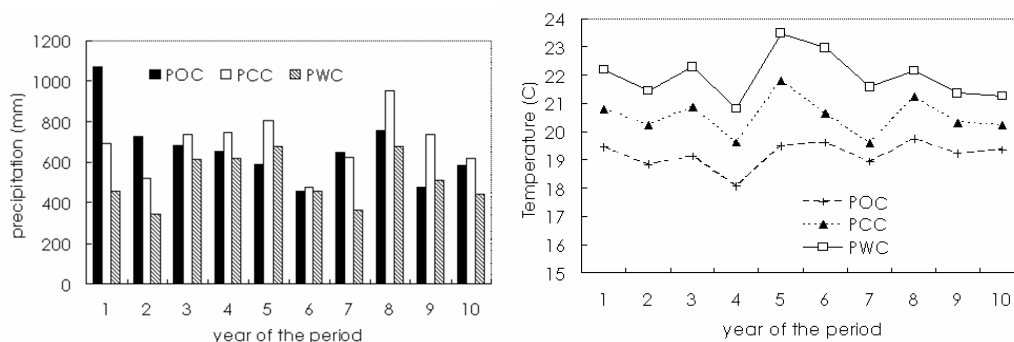 1200
1000
800
600
400
200
0
precipitation (mm)
POC PCC PWC
1 2 3 4 5 6 7 8 9 10
year of the period
24
23
22
21
20
19
18
17
16
15
Temperature (C)
POC
PCC
PWC
1 2 3 4 5 6 7 8 9 10
year of the period